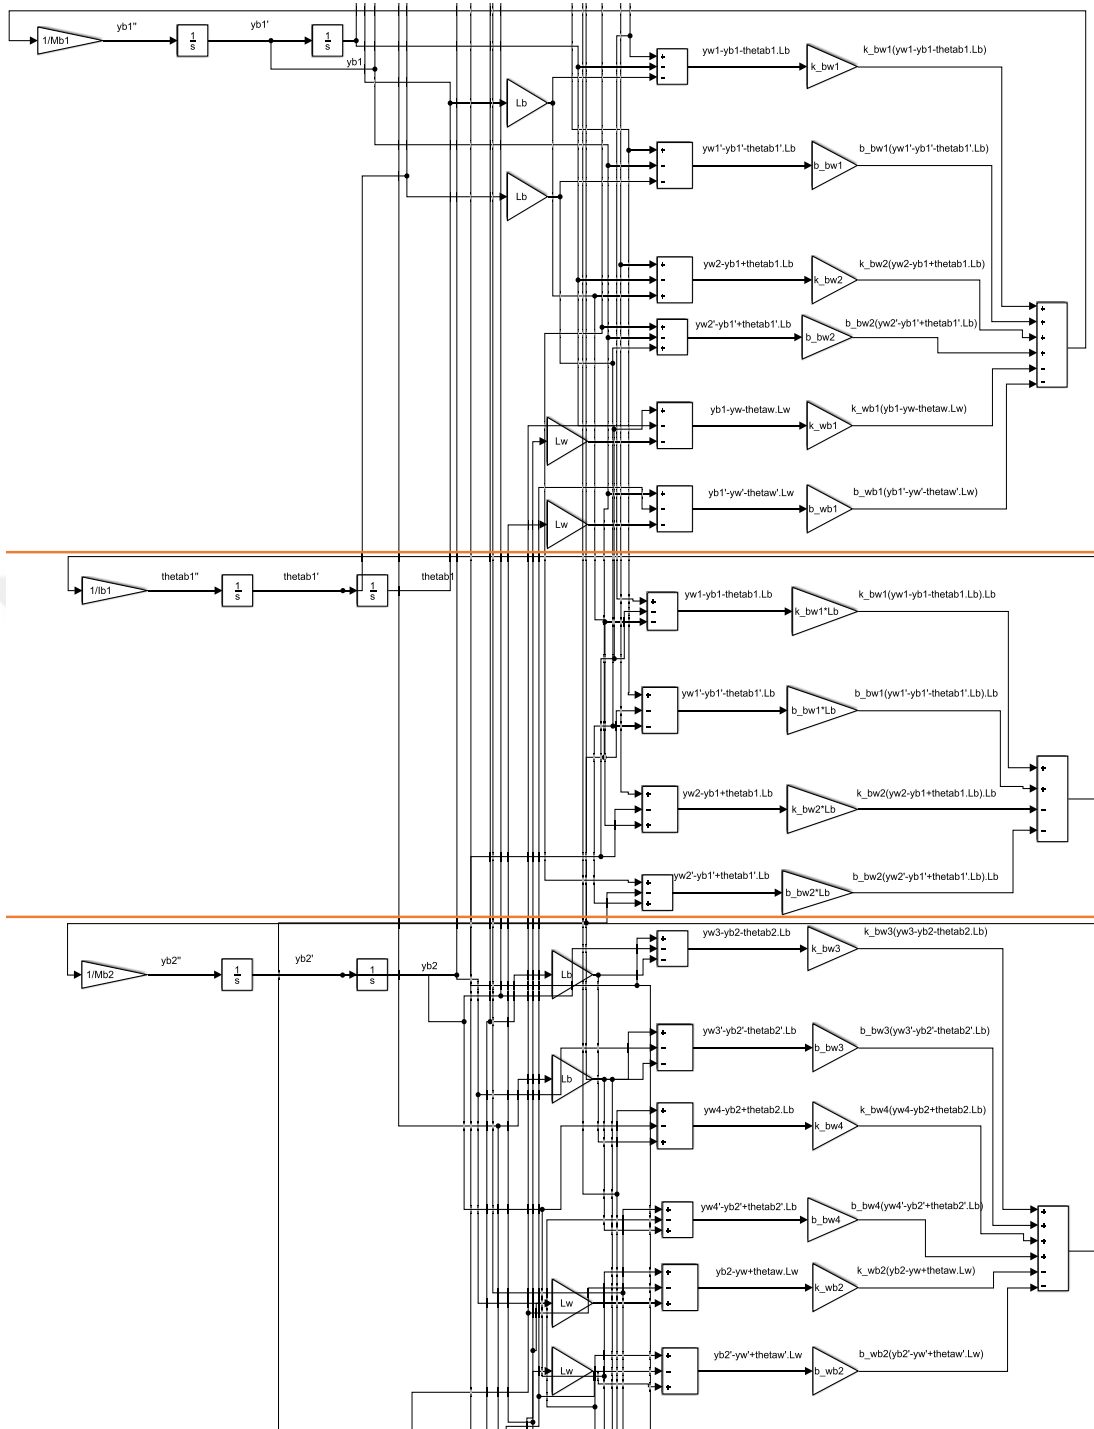 yb1'' yb1'
1/Mb1 1/s 1/s
yb1
yw1-yb1-thetab1.Lb k_bw1 k_bw1(yw1-yb1-thetab1.Lb)
Lb
yw1'-yb1'-thetab1'.Lb b_bw1 b_bw1(yw1'-yb1'-thetab1'.Lb)
Lb
yw2-yb1+thetab1.Lb k_bw2 k_bw2(yw2-yb1+thetab1.Lb)
yw2'-yb1'+thetab1'.Lb b_bw2 b_bw2(yw2'-yb1'+thetab1'.Lb)
yb1-yw-thetaw.Lw k_wb1 k_wb1(yb1-yw-thetaw.Lw)
Lw
yb1'-yw'-thetaw'.Lw b_wb1 b_wb1(yb1'-yw'-thetaw'.Lw)
Lw
thetab1'' thetab1' thetab1
1/Ib1 1/s 1/s
yw1-yb1-thetab1.Lb k_bw1*Lb k_bw1(yw1-yb1-thetab1.Lb).Lb
yw1'-yb1'-thetab1'.Lb b_bw1*Lb b_bw1(yw1'-yb1'-thetab1'.Lb).Lb
yw2-yb1+thetab1.Lb k_bw2*Lb k_bw2(yw2-yb1+thetab1.Lb).Lb
yw2'-yb1'+thetab1'.Lb b_bw2*Lb b_bw2(yw2'-yb1'+thetab1'.Lb).Lb
yb2'' yb2' yb2
1/Mb2 1/s 1/s
Lb
yw3-yb2-thetab2.Lb k_bw3 k_bw3(yw3-yb2-thetab2.Lb)
yw3'-yb2'-thetab2'.Lb b_bw3 b_bw3(yw3'-yb2'-thetab2'.Lb)
Lb
yw4-yb2+thetab2.Lb k_bw4 k_bw4(yw4-yb2+thetab2.Lb)
yw4'-yb2'+thetab2'.Lb b_bw4 b_bw4(yw4'-yb2'+thetab2'.Lb)
yb2-yw+thetaw.Lw k_wb2 k_wb2(yb2-yw+thetaw.Lw)
Lw
yb2'-yw'+thetaw'.Lw b_wb2 b_wb2(yb2'-yw'+thetaw'.Lw)
Lw